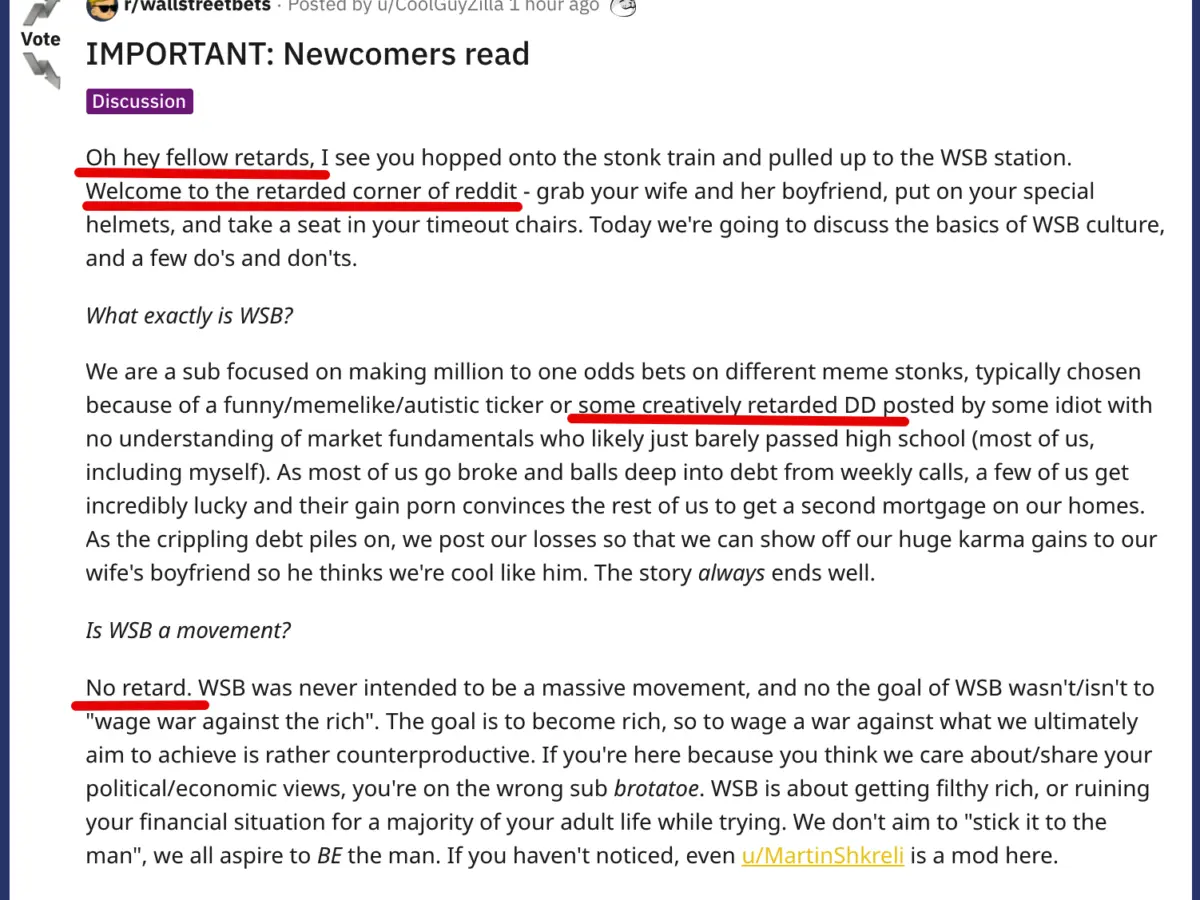 r/wallstreetbets · Posted by u/CoolGuyZilla 1 hour ago
Vote
IMPORTANT: Newcomers read
Discussion
Oh hey fellow retards, I see you hopped onto the stonk train and pulled up to the WSB station.
Welcome to the retarded corner of reddit - grab your wife and her boyfriend, put on your special
helmets, and take a seat in your timeout chairs. Today we're going to discuss the basics of WSB culture,
and a few do's and don'ts.
What exactly is WSB?
We are a sub focused on making million to one odds bets on different meme stonks, typically chosen
because of a funny/memelike/autistic ticker or some creatively retarded DD posted by some idiot with
no understanding of market fundamentals who likely just barely passed high school (most of us,
including myself). As most of us go broke and balls deep into debt from weekly calls, a few of us get
incredibly lucky and their gain porn convinces the rest of us to get a second mortgage on our homes.
As the crippling debt piles on, we post our losses so that we can show off our huge karma gains to our
wife's boyfriend so he thinks we're cool like him. The story always ends well.
Is WSB a movement?
No retard. WSB was never intended to be a massive movement, and no the goal of WSB wasn't/isn't to
"wage war against the rich". The goal is to become rich, so to wage a war against what we ultimately
aim to achieve is rather counterproductive. If you're here because you think we care about/share your
political/economic views, you're on the wrong sub brotatoe. WSB is about getting filthy rich, or ruining
your financial situation for a majority of your adult life while trying. We don't aim to "stick it to the
man", we all aspire to BE the man. If you haven't noticed, even u/MartinShkreli is a mod here.